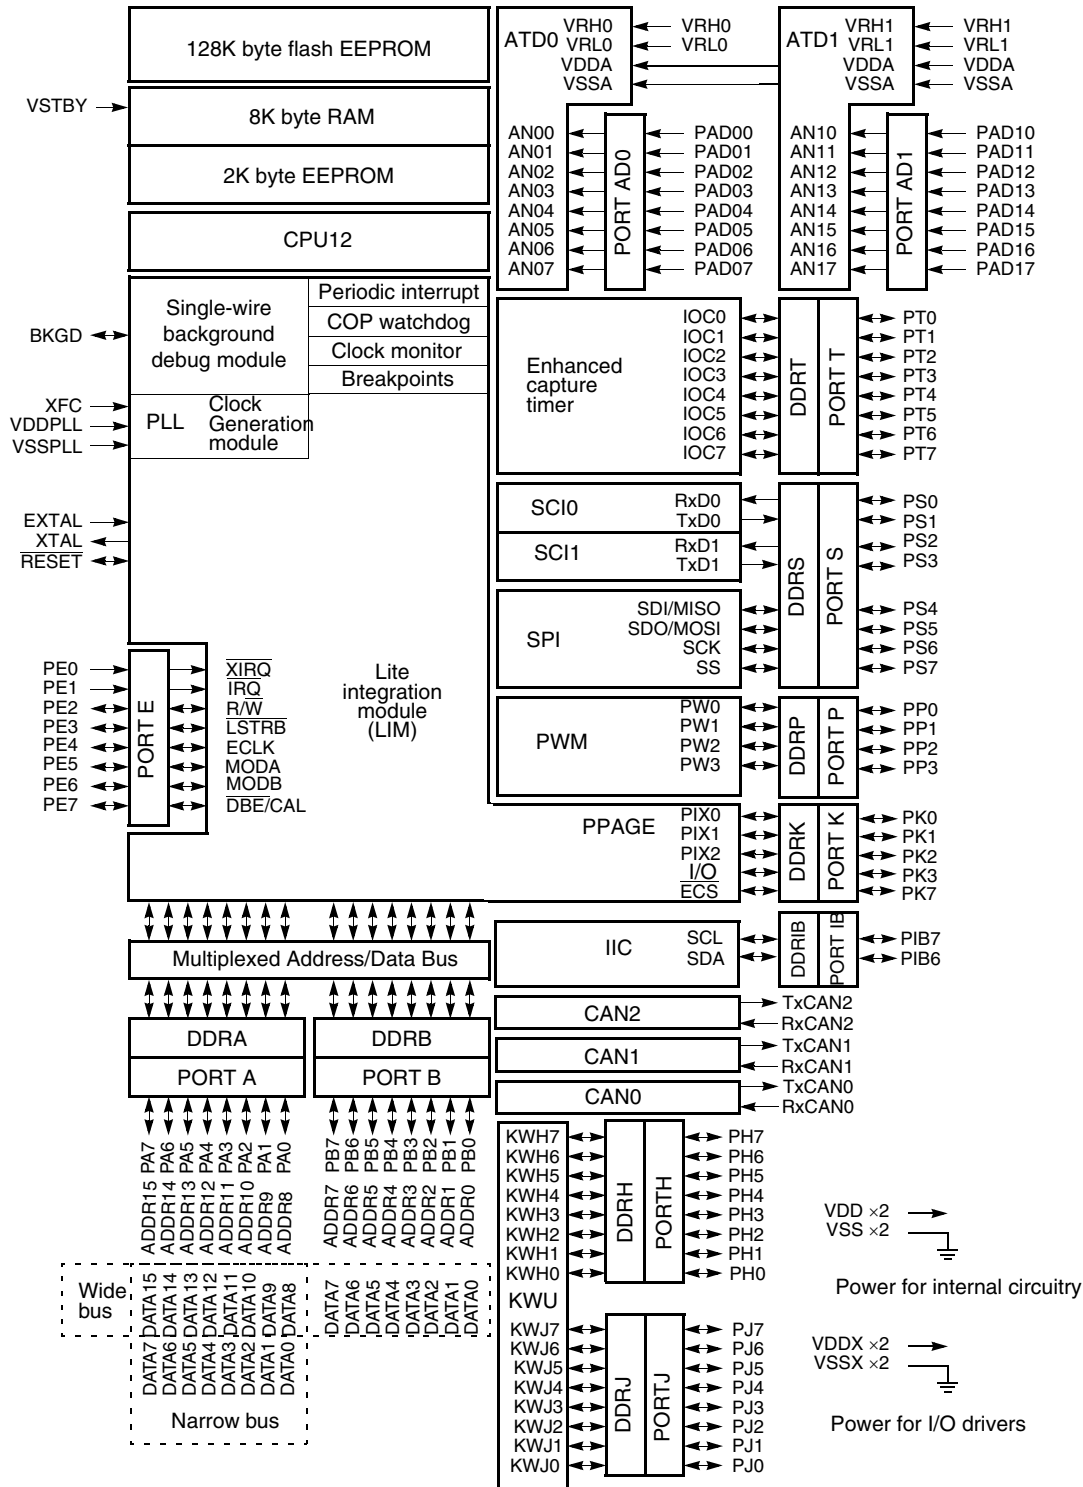 128K byte flash EEPROM
VSTBY
8K byte RAM
2K byte EEPROM
CPU12
BKGD
Single-wire
background
debug module
Periodic interrupt
COP watchdog
Clock monitor
Breakpoints
XFC
VDDPLL
VSSPLL
PLL
Clock
Generation
module
EXTAL
XTAL
RESET
Lite
integration
module
(LIM)
PE0
PE1
PE2
PE3
PE4
PE5
PE6
PE7
PORT E
XIRQ
IRQ
R/W
LSTRB
ECLK
MODA
MODB
DBE/CAL
Multiplexed Address/Data Bus
DDRA
PORT A
DDRB
PORT B
PA7
PA6
PA5
PA4
PA3
PA2
PA1
PA0
ADDR15
ADDR14
ADDR13
ADDR12
ADDR11
ADDR10
ADDR9
ADDR8
PB7
PB6
PB5
PB4
PB3
PB2
PB1
PB0
ADDR7
ADDR6
ADDR5
ADDR4
ADDR3
ADDR2
ADDR1
ADDR0
Wide
bus
DATA15
DATA14
DATA13
DATA12
DATA11
DATA10
DATA9
DATA8
DATA7
DATA6
DATA5
DATA4
DATA3
DATA2
DATA1
DATA0
DATA7
DATA6
DATA5
DATA4
DATA3
DATA2
DATA1
DATA0
Narrow bus
ATD0
VRH0
VRL0
VDDA
VSSA
VRH0
VRL0
AN00
AN01
AN02
AN03
AN04
AN05
AN06
AN07
PORT AD0
PAD00
PAD01
PAD02
PAD03
PAD04
PAD05
PAD06
PAD07
ATD1
VRH1
VRL1
VDDA
VSSA
VRH1
VRL1
VDDA
VSSA
AN10
AN11
AN12
AN13
AN14
AN15
AN16
AN17
PORT AD1
PAD10
PAD11
PAD12
PAD13
PAD14
PAD15
PAD16
PAD17
Enhanced
capture
timer
IOC0
IOC1
IOC2
IOC3
IOC4
IOC5
IOC6
IOC7
DDRT
PORT T
PT0
PT1
PT2
PT3
PT4
PT5
PT6
PT7
SCI0
RxD0
TxD0
SCI1
RxD1
TxD1
SPI
SDI/MISO
SDO/MOSI
SCK
SS
DDRS
PORT S
PS0
PS1
PS2
PS3
PS4
PS5
PS6
PS7
PWM
PW0
PW1
PW2
PW3
DDRP
PORT P
PP0
PP1
PP2
PP3
PPAGE
PIX0
PIX1
PIX2
I/O
ECS
DDRK
PORT K
PK0
PK1
PK2
PK3
PK7
IIC
SCL
SDA
DDRIB
PORT IB
PIB7
PIB6
CAN2
TxCAN2
RxCAN2
CAN1
TxCAN1
RxCAN1
CAN0
TxCAN0
RxCAN0
KWH7
KWH6
KWH5
KWH4
KWH3
KWH2
KWH1
KWH0
DDRH
PORTH
PH7
PH6
PH5
PH4
PH3
PH2
PH1
PH0
KWU
KWJ7
KWJ6
KWJ5
KWJ4
KWJ3
KWJ2
KWJ1
KWJ0
DDRJ
PORTJ
PJ7
PJ6
PJ5
PJ4
PJ3
PJ2
PJ1
PJ0
VDD ×2
VSS ×2
Power for internal circuitry
VDDX ×2
VSSX ×2
Power for I/O drivers